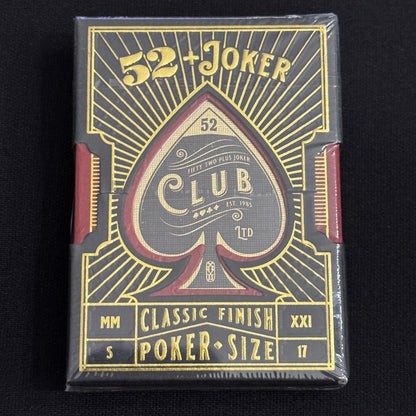 52+JOKER
52
FIFTY TWO PLUS JOKER
CLUB
EST. 1985
LTD
MM CLASSIC FINISH XXI
S POKER · SIZE 17